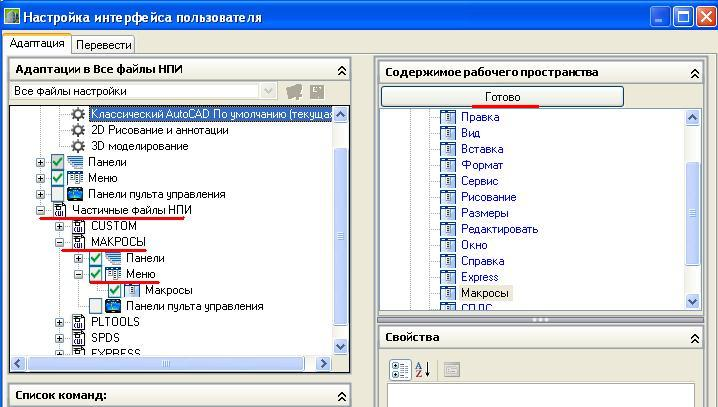 Настройка интерфейса пользователя
Адаптация
Перевести
Адаптации в Все файлы НПИ
Все файлы настройки
Классический AutoCAD По умолчанию (текущая
2D Рисование и аннотации
3D моделирование
Панели
Меню
Панели пульта управления
Частичные файлы НПИ
CUSTOM
МАКРОСЫ
Панели
Меню
Макросы
Панели пульта управления
PLTOOLS
SPDS
EXPRESS
Список команд:
Содержимое рабочего пространства
Готово
Правка
Вид
Вставка
Формат
Сервис
Рисование
Размеры
Редактировать
Окно
Справка
Express
Макросы
СПДС
Свойства